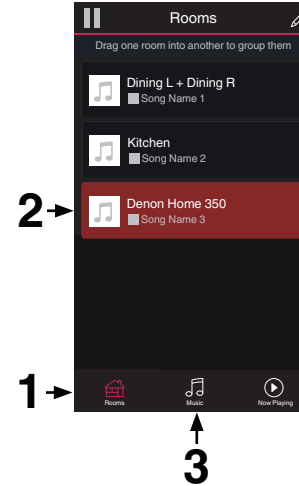 Rooms
Drag one room into another to group them
Dining L + Dining R
Song Name 1
Kitchen
Song Name 2
2
Denon Home 350
Song Name 3
1
Rooms
Music
Now Playing
3